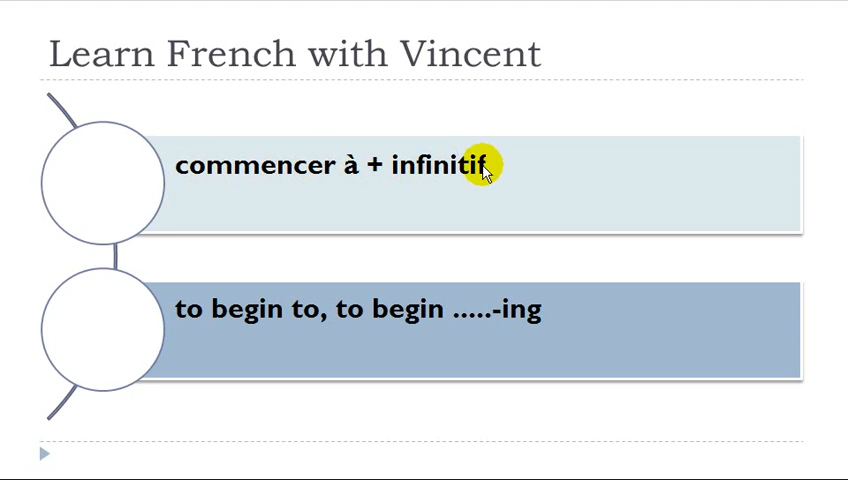 Learn French with Vincent
commencer à + infinitif
to begin to, to begin .....-ing